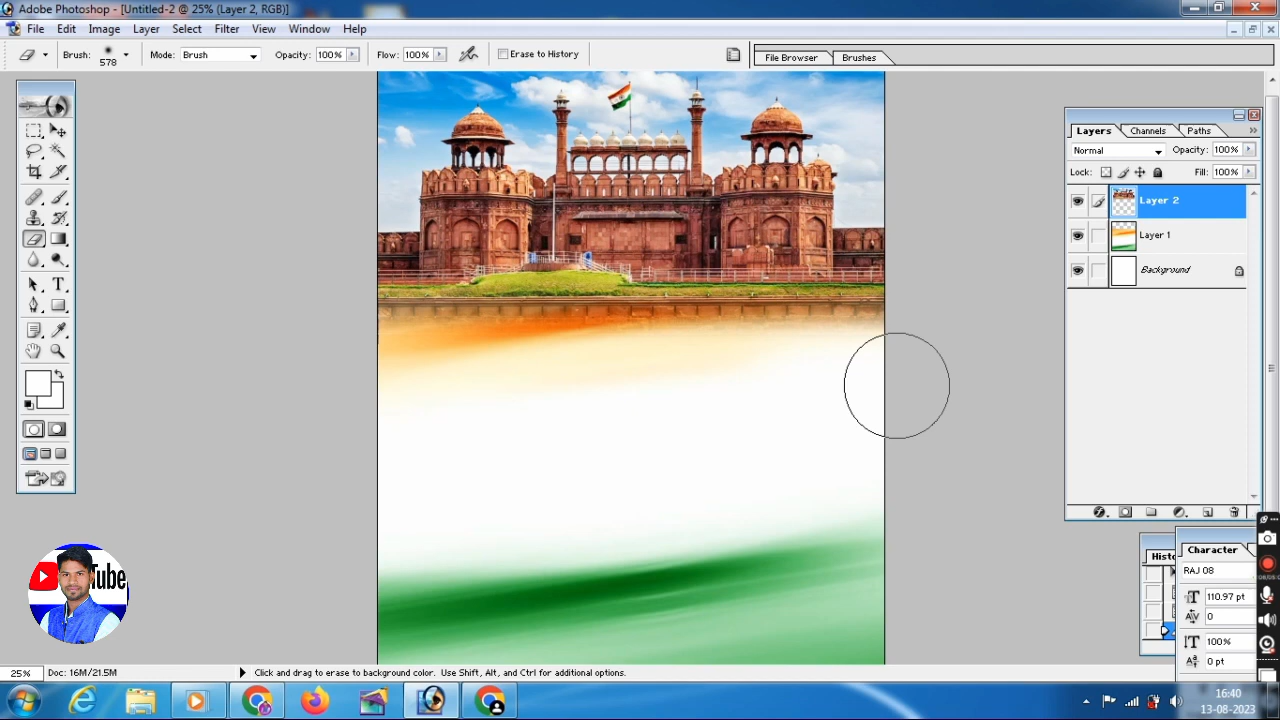 Adobe Photoshop - [Untitled-2 @ 25% (Layer 2, RGB)]
File Edit Image Layer Select Filter View Window Help
Brush: 578 Mode: Brush Opacity: 100% Flow: 100% Erase to History File Browser Brushes
Layers Channels Paths
Normal Opacity: 100%
Lock: Fill: 100%
Layer 2
Layer 1
Background
Histo
Character
RAJ 08
110.97 pt
0
100%
0 pt
Tube
25% Doc: 16M/21.5M Click and drag to erase to background color. Use Shift, Alt, and Ctrl for additional options.
16:40
13-08-2023